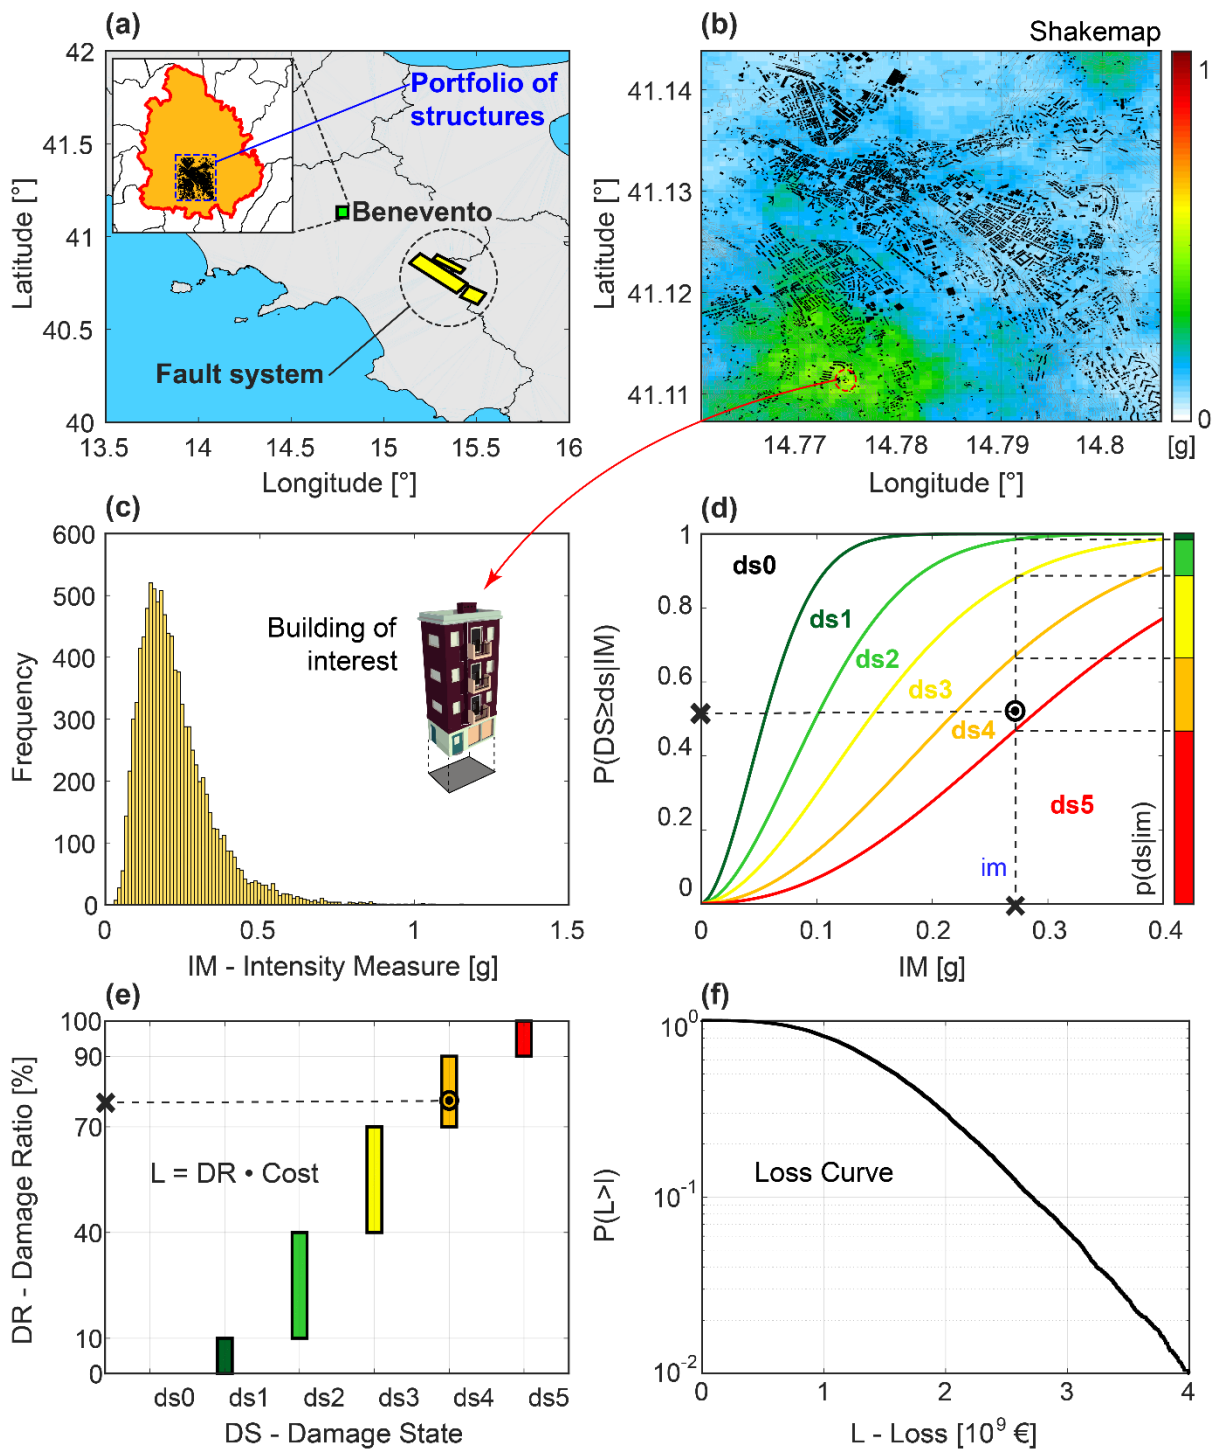 (a)
42
41.5
41
40.5
40
Latitude [°]
Portfolio of
structures
Benevento
Fault system
13.5
14
14.5
15
15.5
16
Longitude [°]
(b)
Shakemap
41.14
41.13
41.12
41.11
Latitude [°]
1
0
[g]
14.77
14.78
14.79
14.8
Longitude [°]
(c)
600
500
400
300
200
100
0
Frequency
Building of
interest
0
0.5
1
1.5
IM - Intensity Measure [g]
(d)
1
0.8
0.6
0.4
0.2
0
P(DS≥ds|IM)
ds0
ds1
ds2
ds3
ds4
ds5
im
p(ds|im)
0
0.1
0.2
0.3
0.4
IM [g]
(e)
100
90
70
40
10
0
DR - Damage Ratio [%]
L = DR • Cost
ds0
ds1
ds2
ds3
ds4
ds5
DS - Damage State
(f)
10⁰
10⁻¹
10⁻²
P(L>l)
Loss Curve
0
1
2
3
4
L - Loss [10⁹ €]